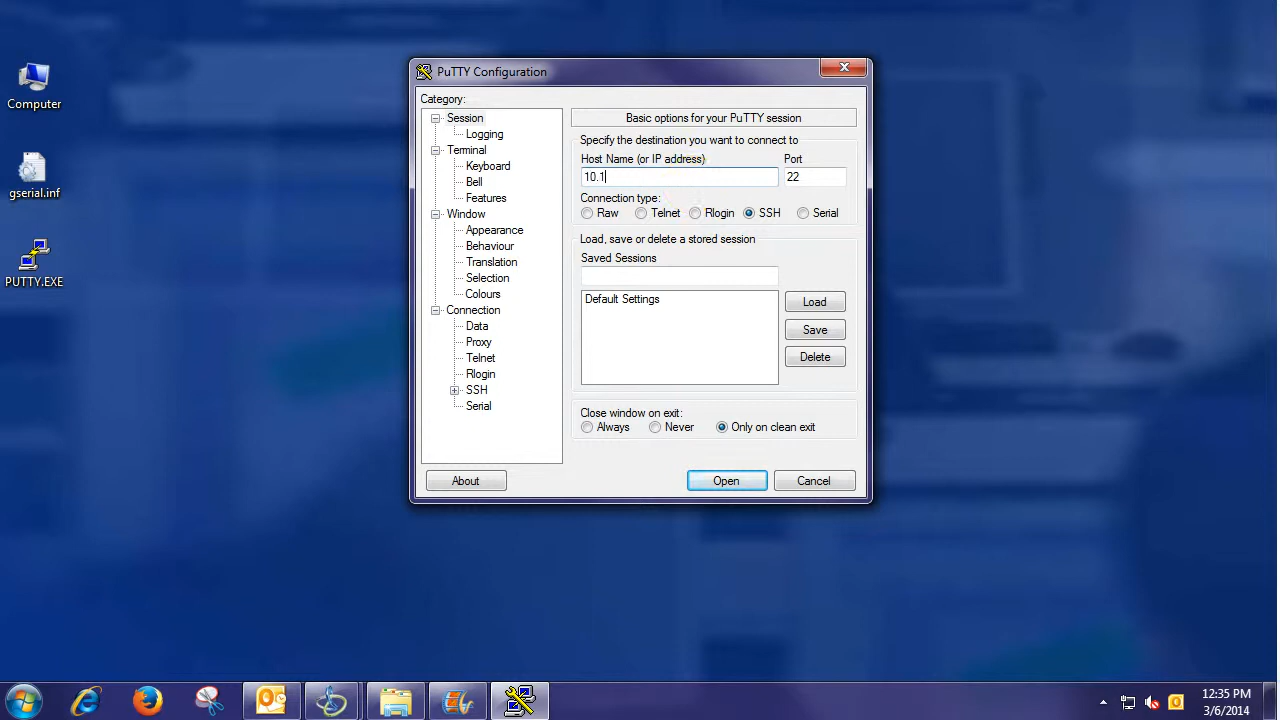 Computer
gserial.inf
PUTTY.EXE
PuTTY Configuration
Category:
Session
Logging
Terminal
Keyboard
Bell
Features
Window
Appearance
Behaviour
Translation
Selection
Colours
Connection
Data
Proxy
Telnet
Rlogin
SSH
Serial
Basic options for your PuTTY session
Specify the destination you want to connect to
Host Name (or IP address) Port
10.1 22
Connection type:
Raw Telnet Rlogin SSH Serial
Load, save or delete a stored session
Saved Sessions
Default Settings
Load
Save
Delete
Close window on exit:
Always Never Only on clean exit
About Open Cancel
12:35 PM
3/6/2014